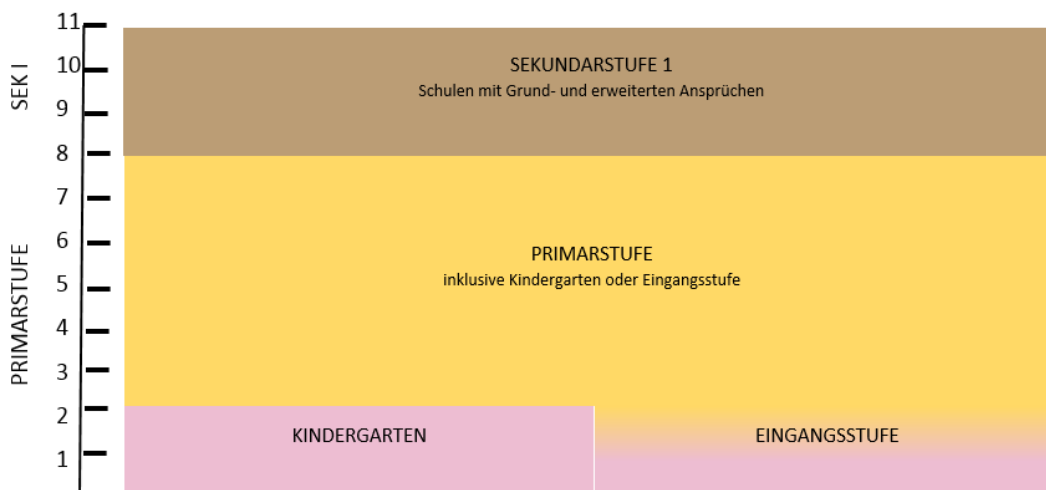 11
10
9
8
7
6
5
4
3
2
1
SEK I
PRIMARSTUFE
SEKUNDARSTUFE 1
Schulen mit Grund- und erweiterten Ansprüchen
PRIMARSTUFE
inklusive Kindergarten oder Eingangsstufe
KINDERGARTEN
EINGANGSSTUFE